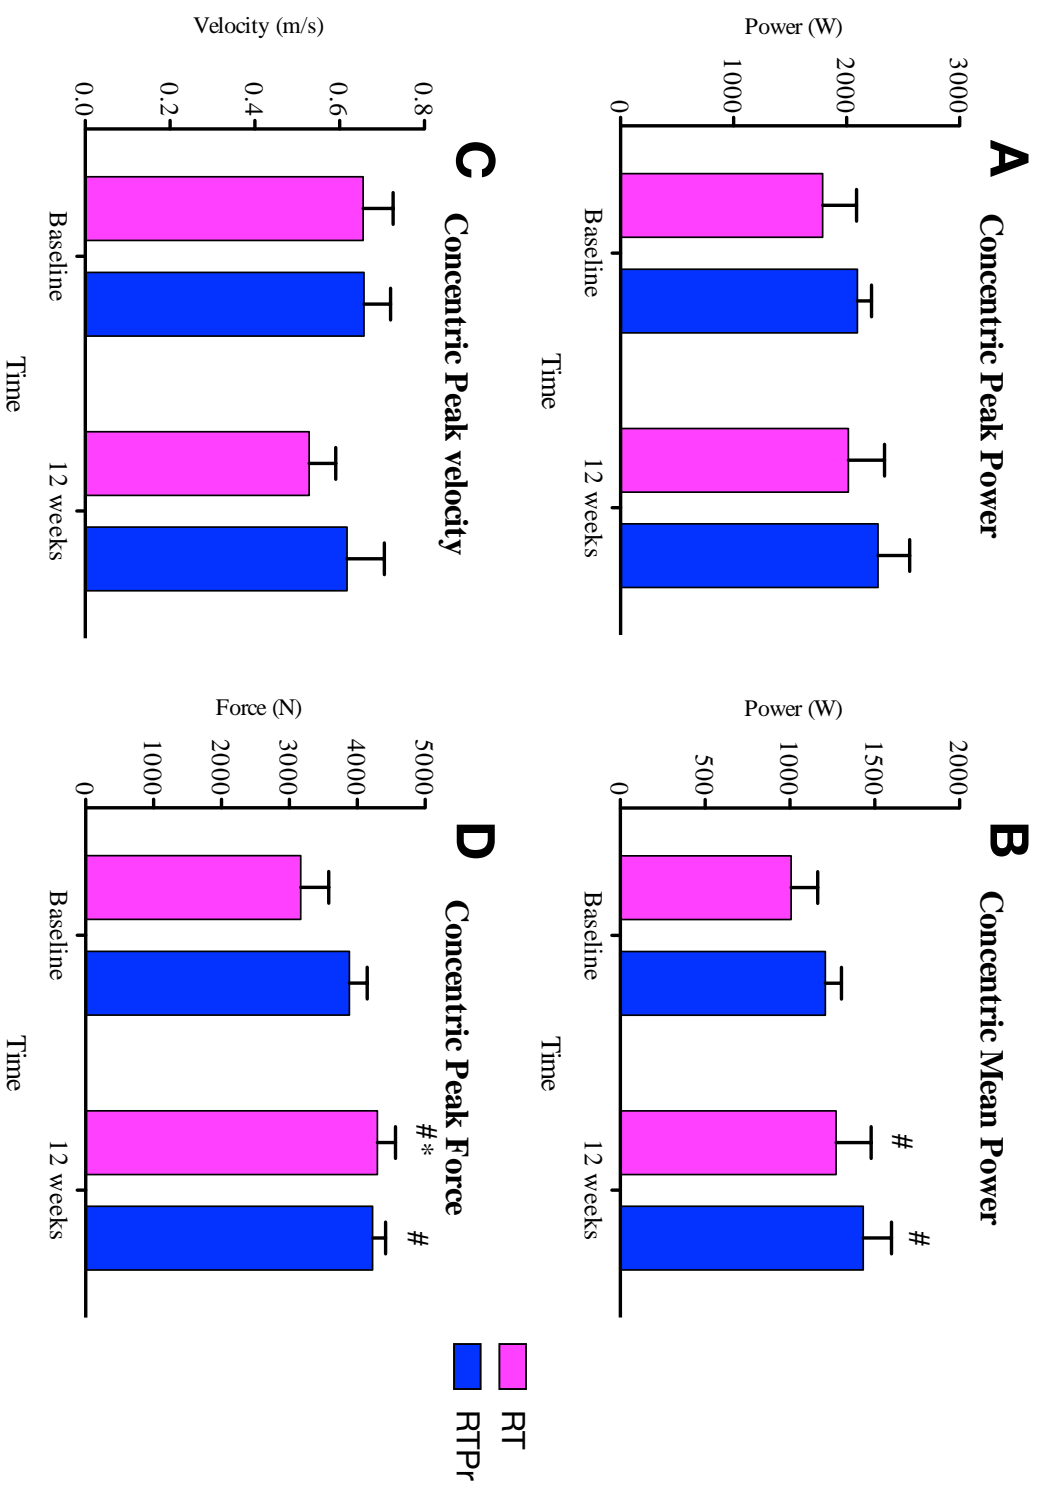 A
Concentric Peak Power
Power (W)
3000
2000
1000
0
Baseline
12 weeks
Time
B
Concentric Mean Power
Power (W)
2000
1500
1000
500
0
#
#
Baseline
12 weeks
Time
C
Concentric Peak velocity
Velocity (m/s)
0.8
0.6
0.4
0.2
0.0
Baseline
12 weeks
Time
D
Concentric Peak Force
Force (N)
5000
4000
3000
2000
1000
0
#*
#
Baseline
12 weeks
Time
RT
RTPr